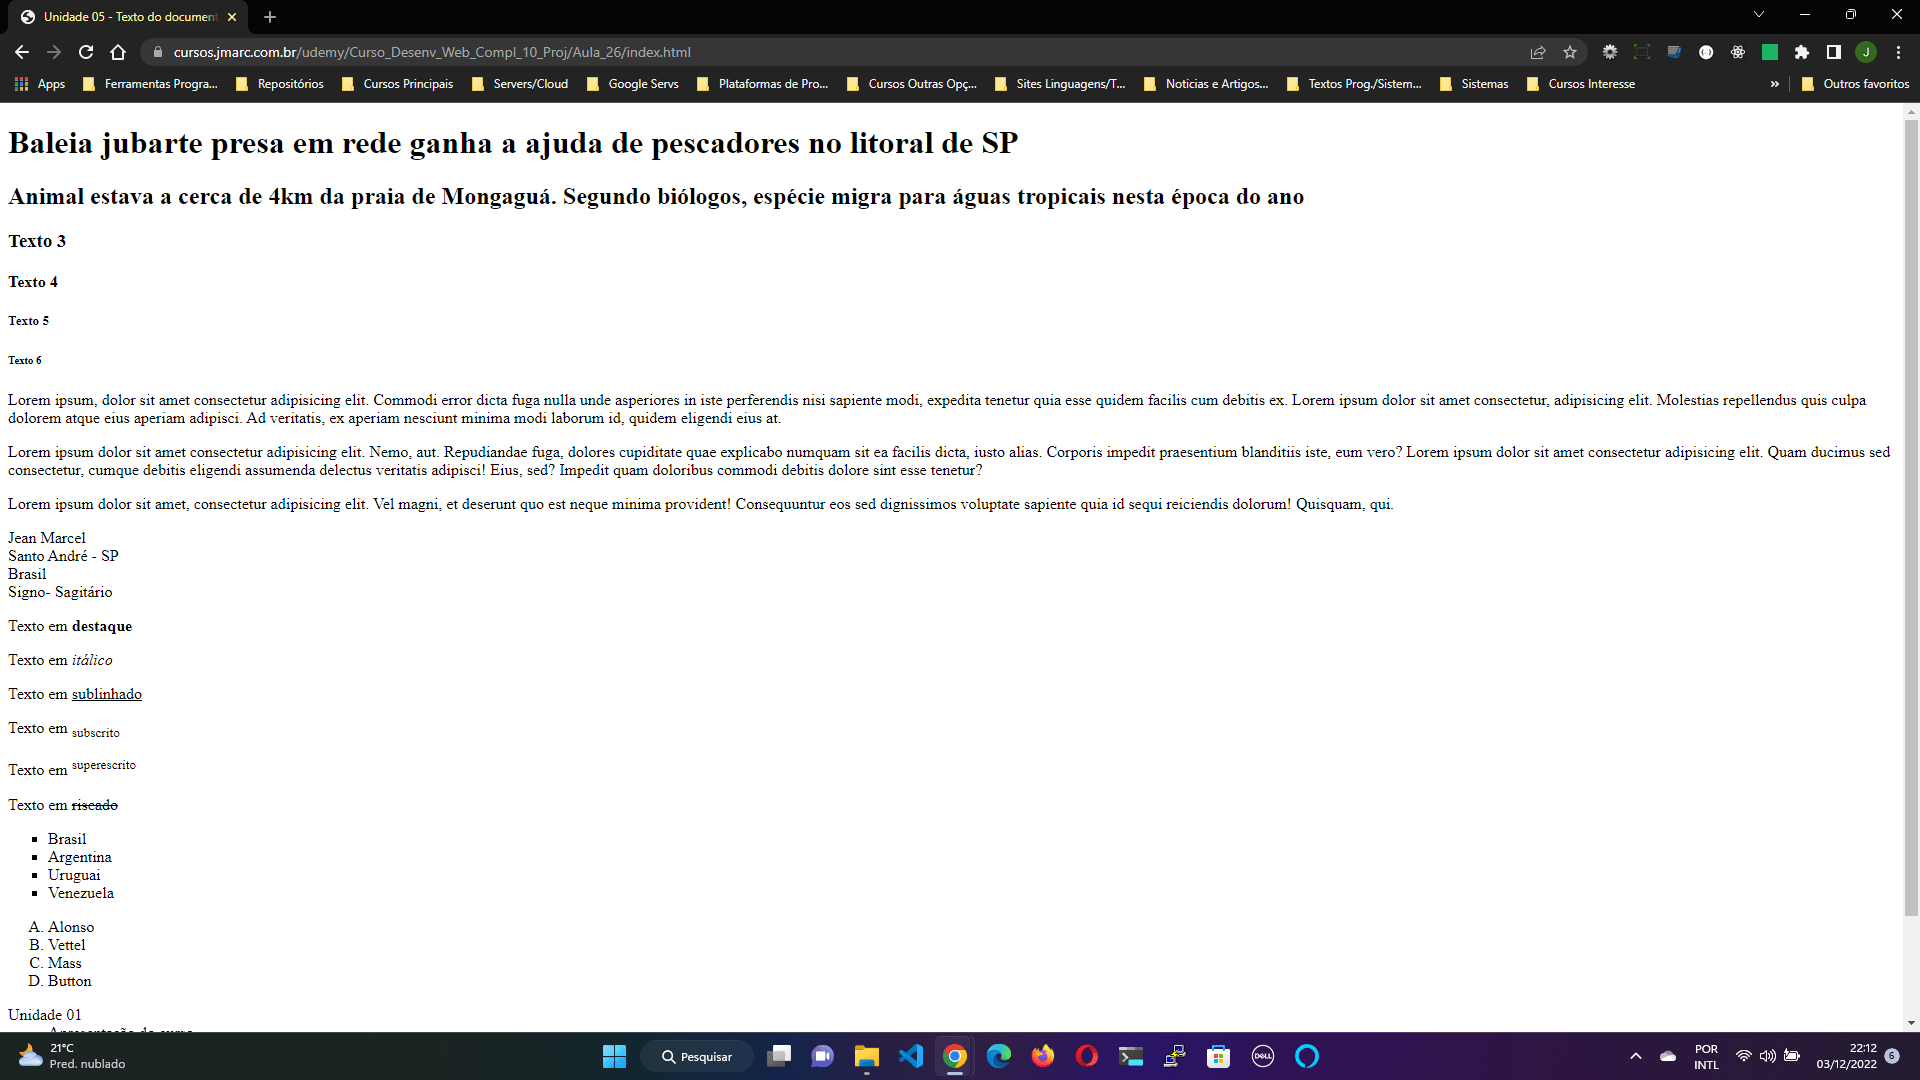 Unidade 05 - Texto do document
cursos.jmarc.com.br/udemy/Curso_Desenv_Web_Compl_10_Proj/Aula_26/index.html
J
Apps Ferramentas Progra... Repositórios Cursos Principais Servers/Cloud Google Servs Plataformas de Pro... Cursos Outras Opç... Sites Linguagens/T... Noticias e Artigos... Textos Prog./Sistem... Sistemas Cursos Interesse » Outros favoritos
Baleia jubarte presa em rede ganha a ajuda de pescadores no litoral de SP
Animal estava a cerca de 4km da praia de Mongaguá. Segundo biólogos, espécie migra para águas tropicais nesta época do ano
Texto 3
Texto 4
Texto 5
Texto 6
Lorem ipsum, dolor sit amet consectetur adipisicing elit. Commodi error dicta fuga nulla unde asperiores in iste perferendis nisi sapiente modi, expedita tenetur quia esse quidem facilis cum debitis ex. Lorem ipsum dolor sit amet consectetur, adipisicing elit. Molestias repellendus quis culpa
dolorem atque eius aperiam adipisci. Ad veritatis, ex aperiam nesciunt minima modi laborum id, quidem eligendi eius at.
Lorem ipsum dolor sit amet consectetur adipisicing elit. Nemo, aut. Repudiandae fuga, dolores cupiditate quae explicabo numquam sit ea facilis dicta, iusto alias. Corporis impedit praesentium blanditiis iste, eum vero? Lorem ipsum dolor sit amet consectetur adipisicing elit. Quam ducimus sed
consectetur, cumque debitis eligendi assumenda delectus veritatis adipisci! Eius, sed? Impedit quam doloribus commodi debitis dolore sint esse tenetur?
Lorem ipsum dolor sit amet, consectetur adipisicing elit. Vel magni, et deserunt quo est neque minima provident! Consequuntur eos sed dignissimos voluptate sapiente quia id sequi reiciendis dolorum! Quisquam, qui.
Jean Marcel
Santo André - SP
Brasil
Signo- Sagitário
Texto em destaque
Texto em itálico
Texto em sublinhado
Texto em subscrito
Texto em superescrito
Texto em riscado
Brasil
Argentina
Uruguai
Venezuela
A. Alonso
B. Vettel
C. Mass
D. Button
Unidade 01
21°C
Pred. nublado
Pesquisar
DELL
POR
INTL
22:12
03/12/2022
6